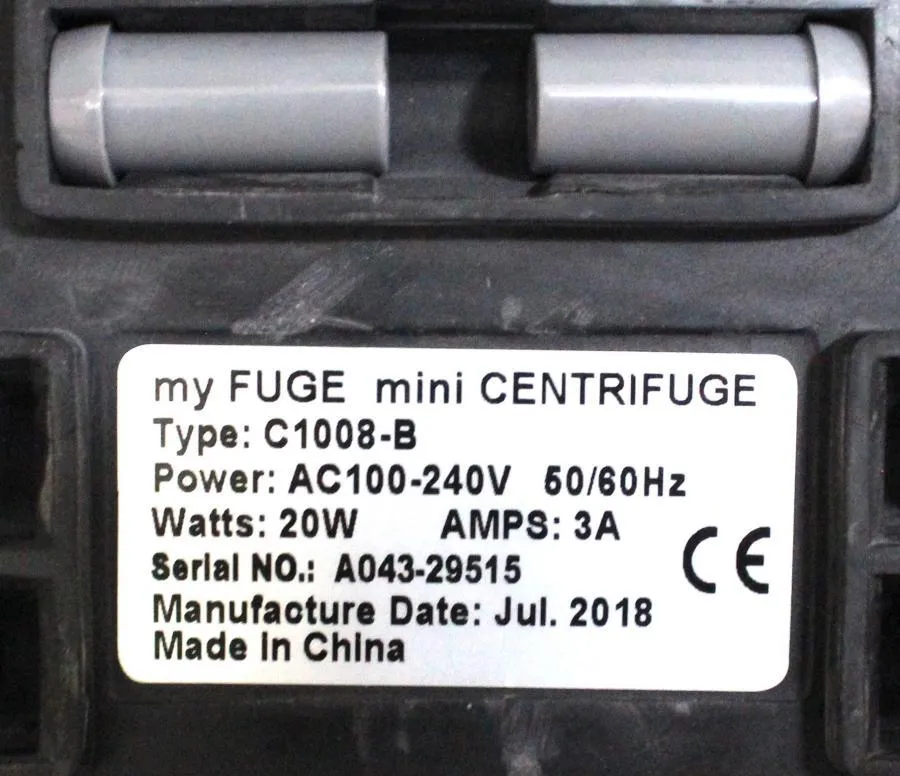 my FUGE mini CENTRIFUGE
Type: C1008-B
Power: AC100-240V 50/60Hz
Watts: 20W AMPS: 3A
Serial NO.: A043-29515
CE
Manufacture Date: Jul. 2018
Made In China